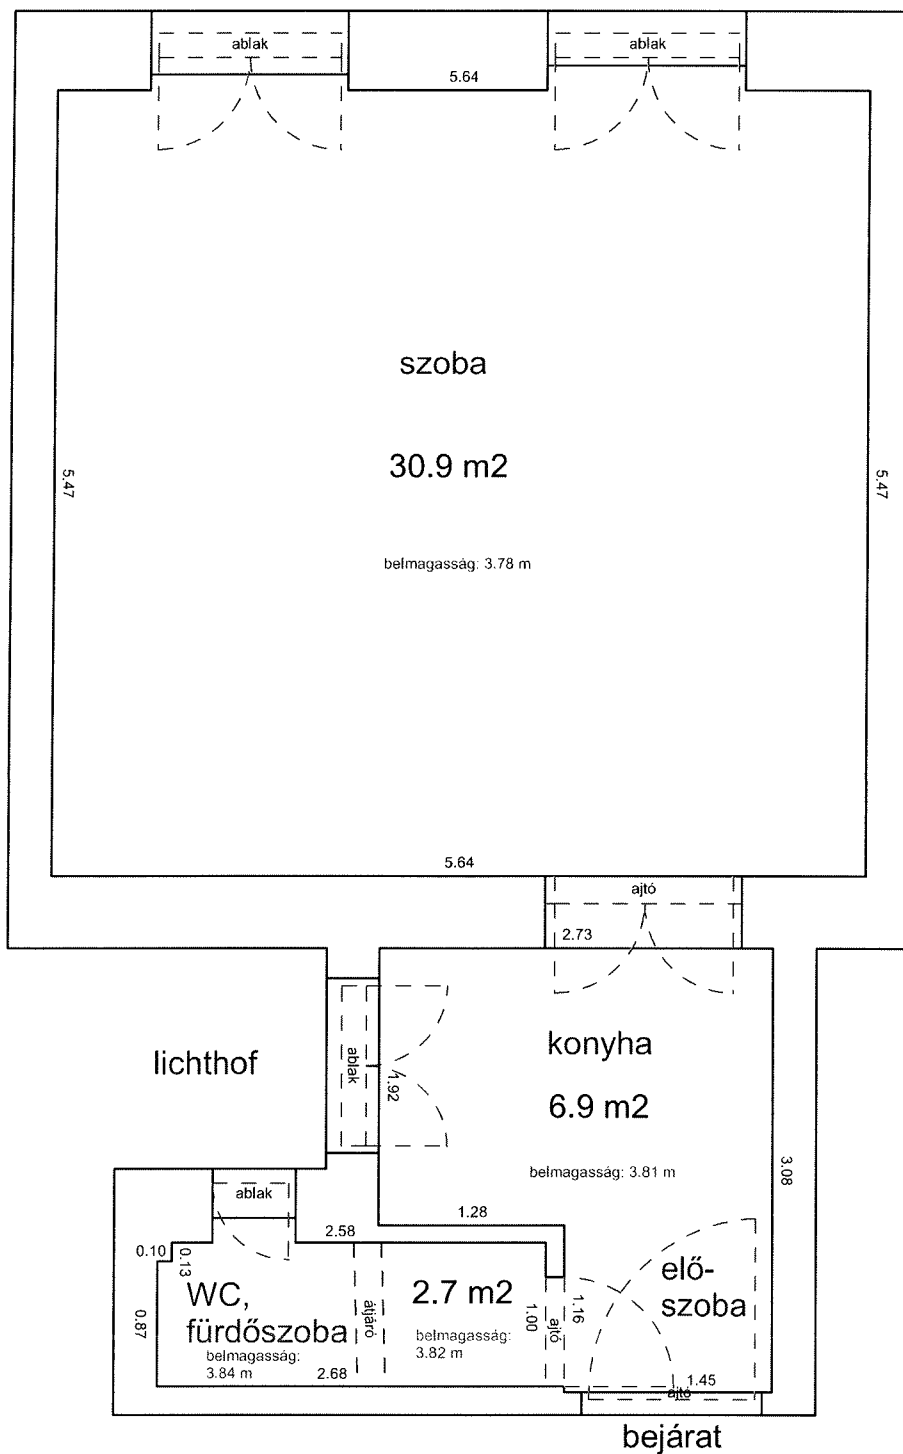 ablak
ablak
5.64
szoba
30.9 m2
5.47
5.47
belmagasság: 3.78 m
5.64
ajtó
2.73
konyha
lichthof
ablak
1.92
6.9 m2
belmagasság: 3.81 m
3.08
ablak
1.28
2.58
0.10
0.13
WC,
fürdőszoba
belmagasság:
3.84 m
0.87
2.68
átjáró
2.7 m2
belmagasság:
3.82 m
1.00
ajtó
1.16
elő-
szoba
1.45
ajtó
bejárat